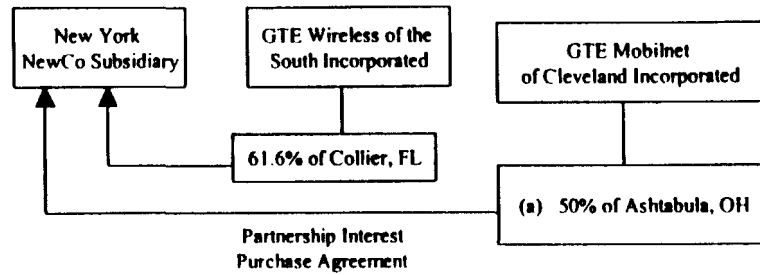 New York
NewCo Subsidiary
GTE Wireless of the
South Incorporated
GTE Mobilnet
of Cleveland Incorporated
61.6% of Collier, FL
(a) 50% of Ashtabula, OH
Partnership Interest
Purchase Agreement